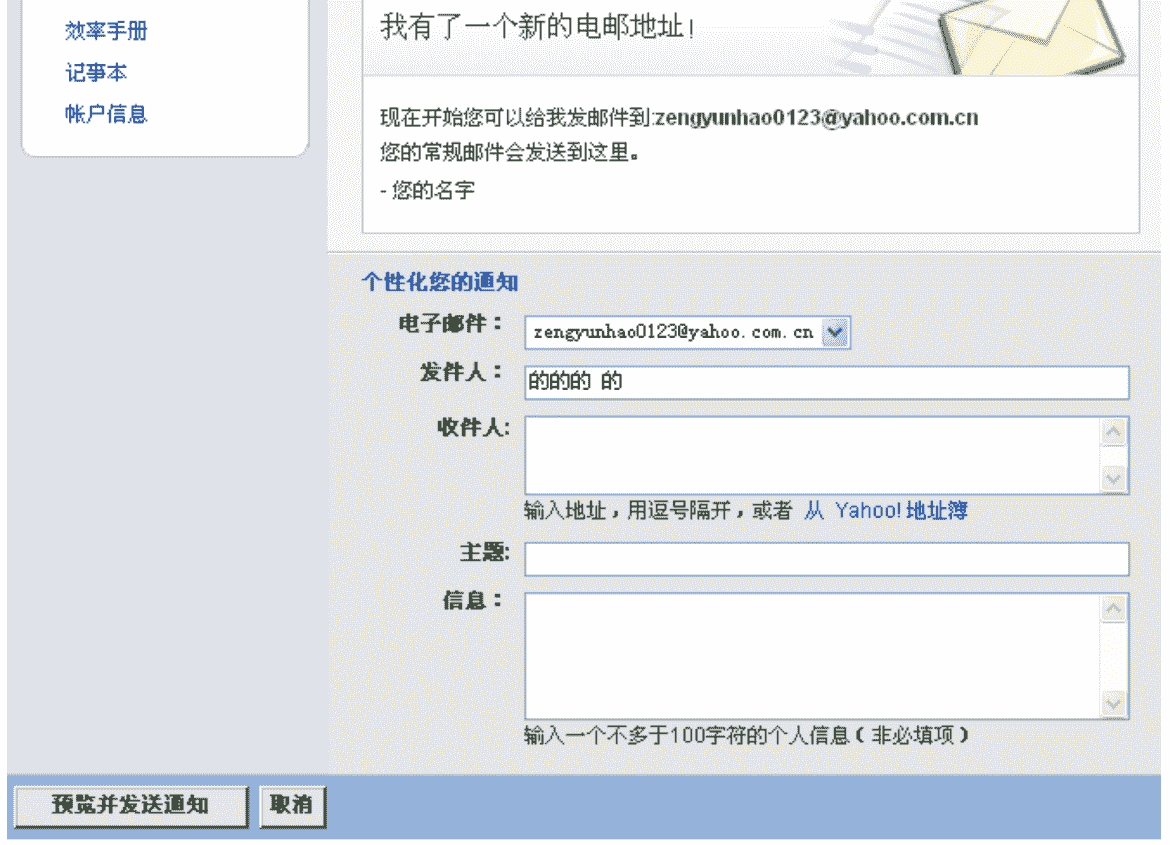 效率手册
记事本
帐户信息
我有了一个新的电邮地址！
现在开始您可以给我发邮件到:zengyunhao0123@yahoo.com.cn
您的常规邮件会发送到这里。
- 您的名字
个性化您的通知
电子邮件： zengyunhao0123@yahoo.com.cn
发件人： 的的的 的
收件人:
输入地址，用逗号隔开，或者 从 Yahoo! 地址簿
主题:
信息：
输入一个不多于100字符的个人信息（非必填项）
预览并发送通知 取消